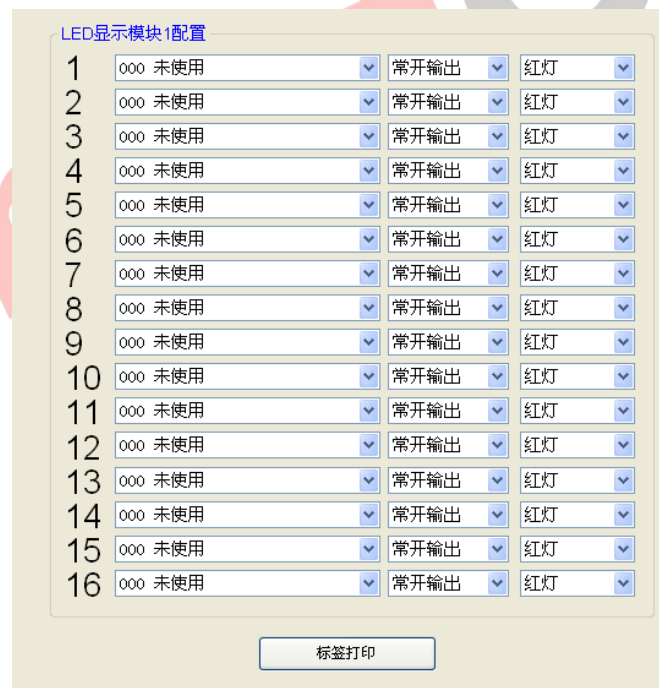 LED显示模块1配置
1 000 未使用 常开输出 红灯
2 000 未使用 常开输出 红灯
3 000 未使用 常开输出 红灯
4 000 未使用 常开输出 红灯
5 000 未使用 常开输出 红灯
6 000 未使用 常开输出 红灯
7 000 未使用 常开输出 红灯
8 000 未使用 常开输出 红灯
9 000 未使用 常开输出 红灯
10 000 未使用 常开输出 红灯
11 000 未使用 常开输出 红灯
12 000 未使用 常开输出 红灯
13 000 未使用 常开输出 红灯
14 000 未使用 常开输出 红灯
15 000 未使用 常开输出 红灯
16 000 未使用 常开输出 红灯
标签打印